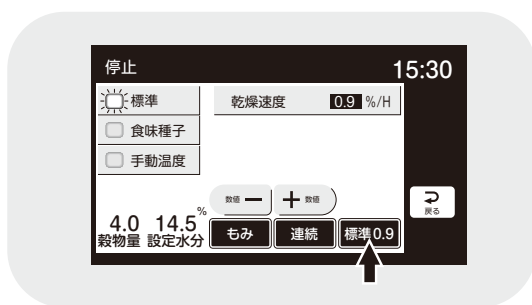 停止 15:30
標準
食味種子
手動温度
乾燥速度 0.9 %/H
数値 ー ＋ 数値
戻る
4.0 14.5%
穀物量 設定水分
もみ 連続 標準0.9